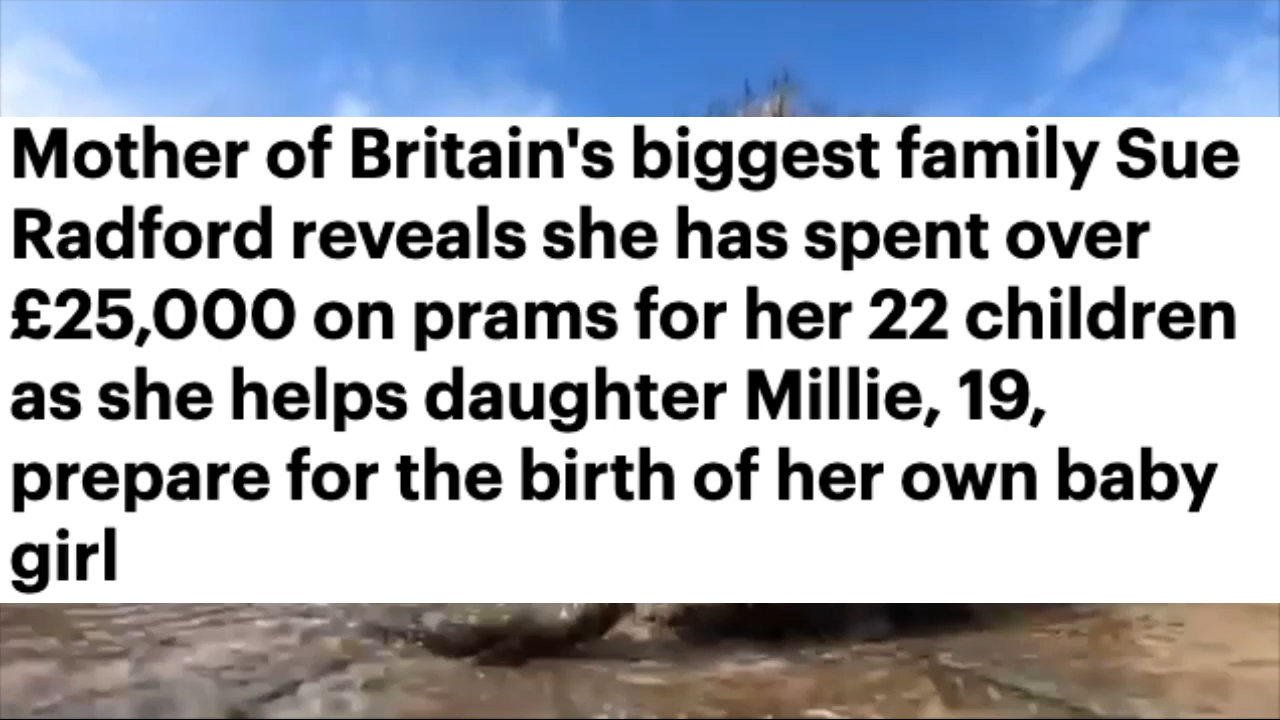 Mother of Britain's biggest family Sue
Radford reveals she has spent over
£25,000 on prams for her 22 children
as she helps daughter Millie, 19,
prepare for the birth of her own baby
girl